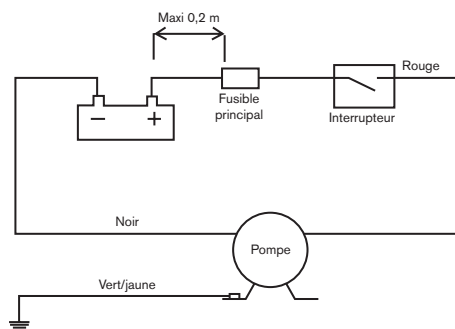 Maxi 0,2 m
Rouge
Fusible
principal
Interrupteur
− +
Noir
Pompe
Vert/jaune